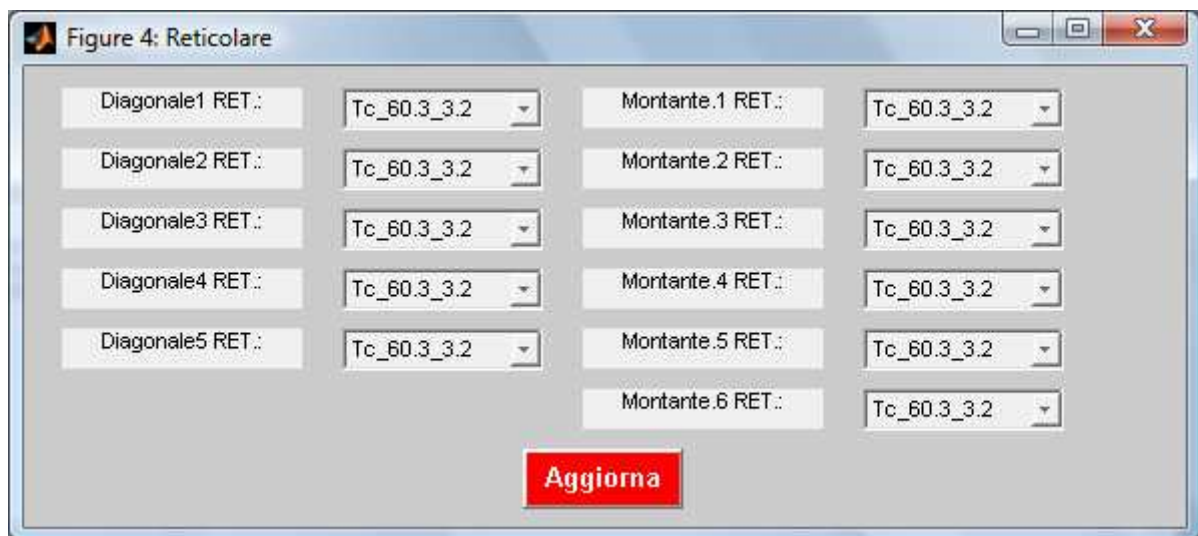 Figure 4: Reticolare
Diagonale1 RET.: Tc_60.3_3.2 Montante.1 RET.: Tc_60.3_3.2
Diagonale2 RET.: Tc_60.3_3.2 Montante.2 RET.: Tc_60.3_3.2
Diagonale3 RET.: Tc_60.3_3.2 Montante.3 RET.: Tc_60.3_3.2
Diagonale4 RET.: Tc_60.3_3.2 Montante.4 RET.: Tc_60.3_3.2
Diagonale5 RET.: Tc_60.3_3.2 Montante.5 RET.: Tc_60.3_3.2
Montante.6 RET.: Tc_60.3_3.2
Aggiorna